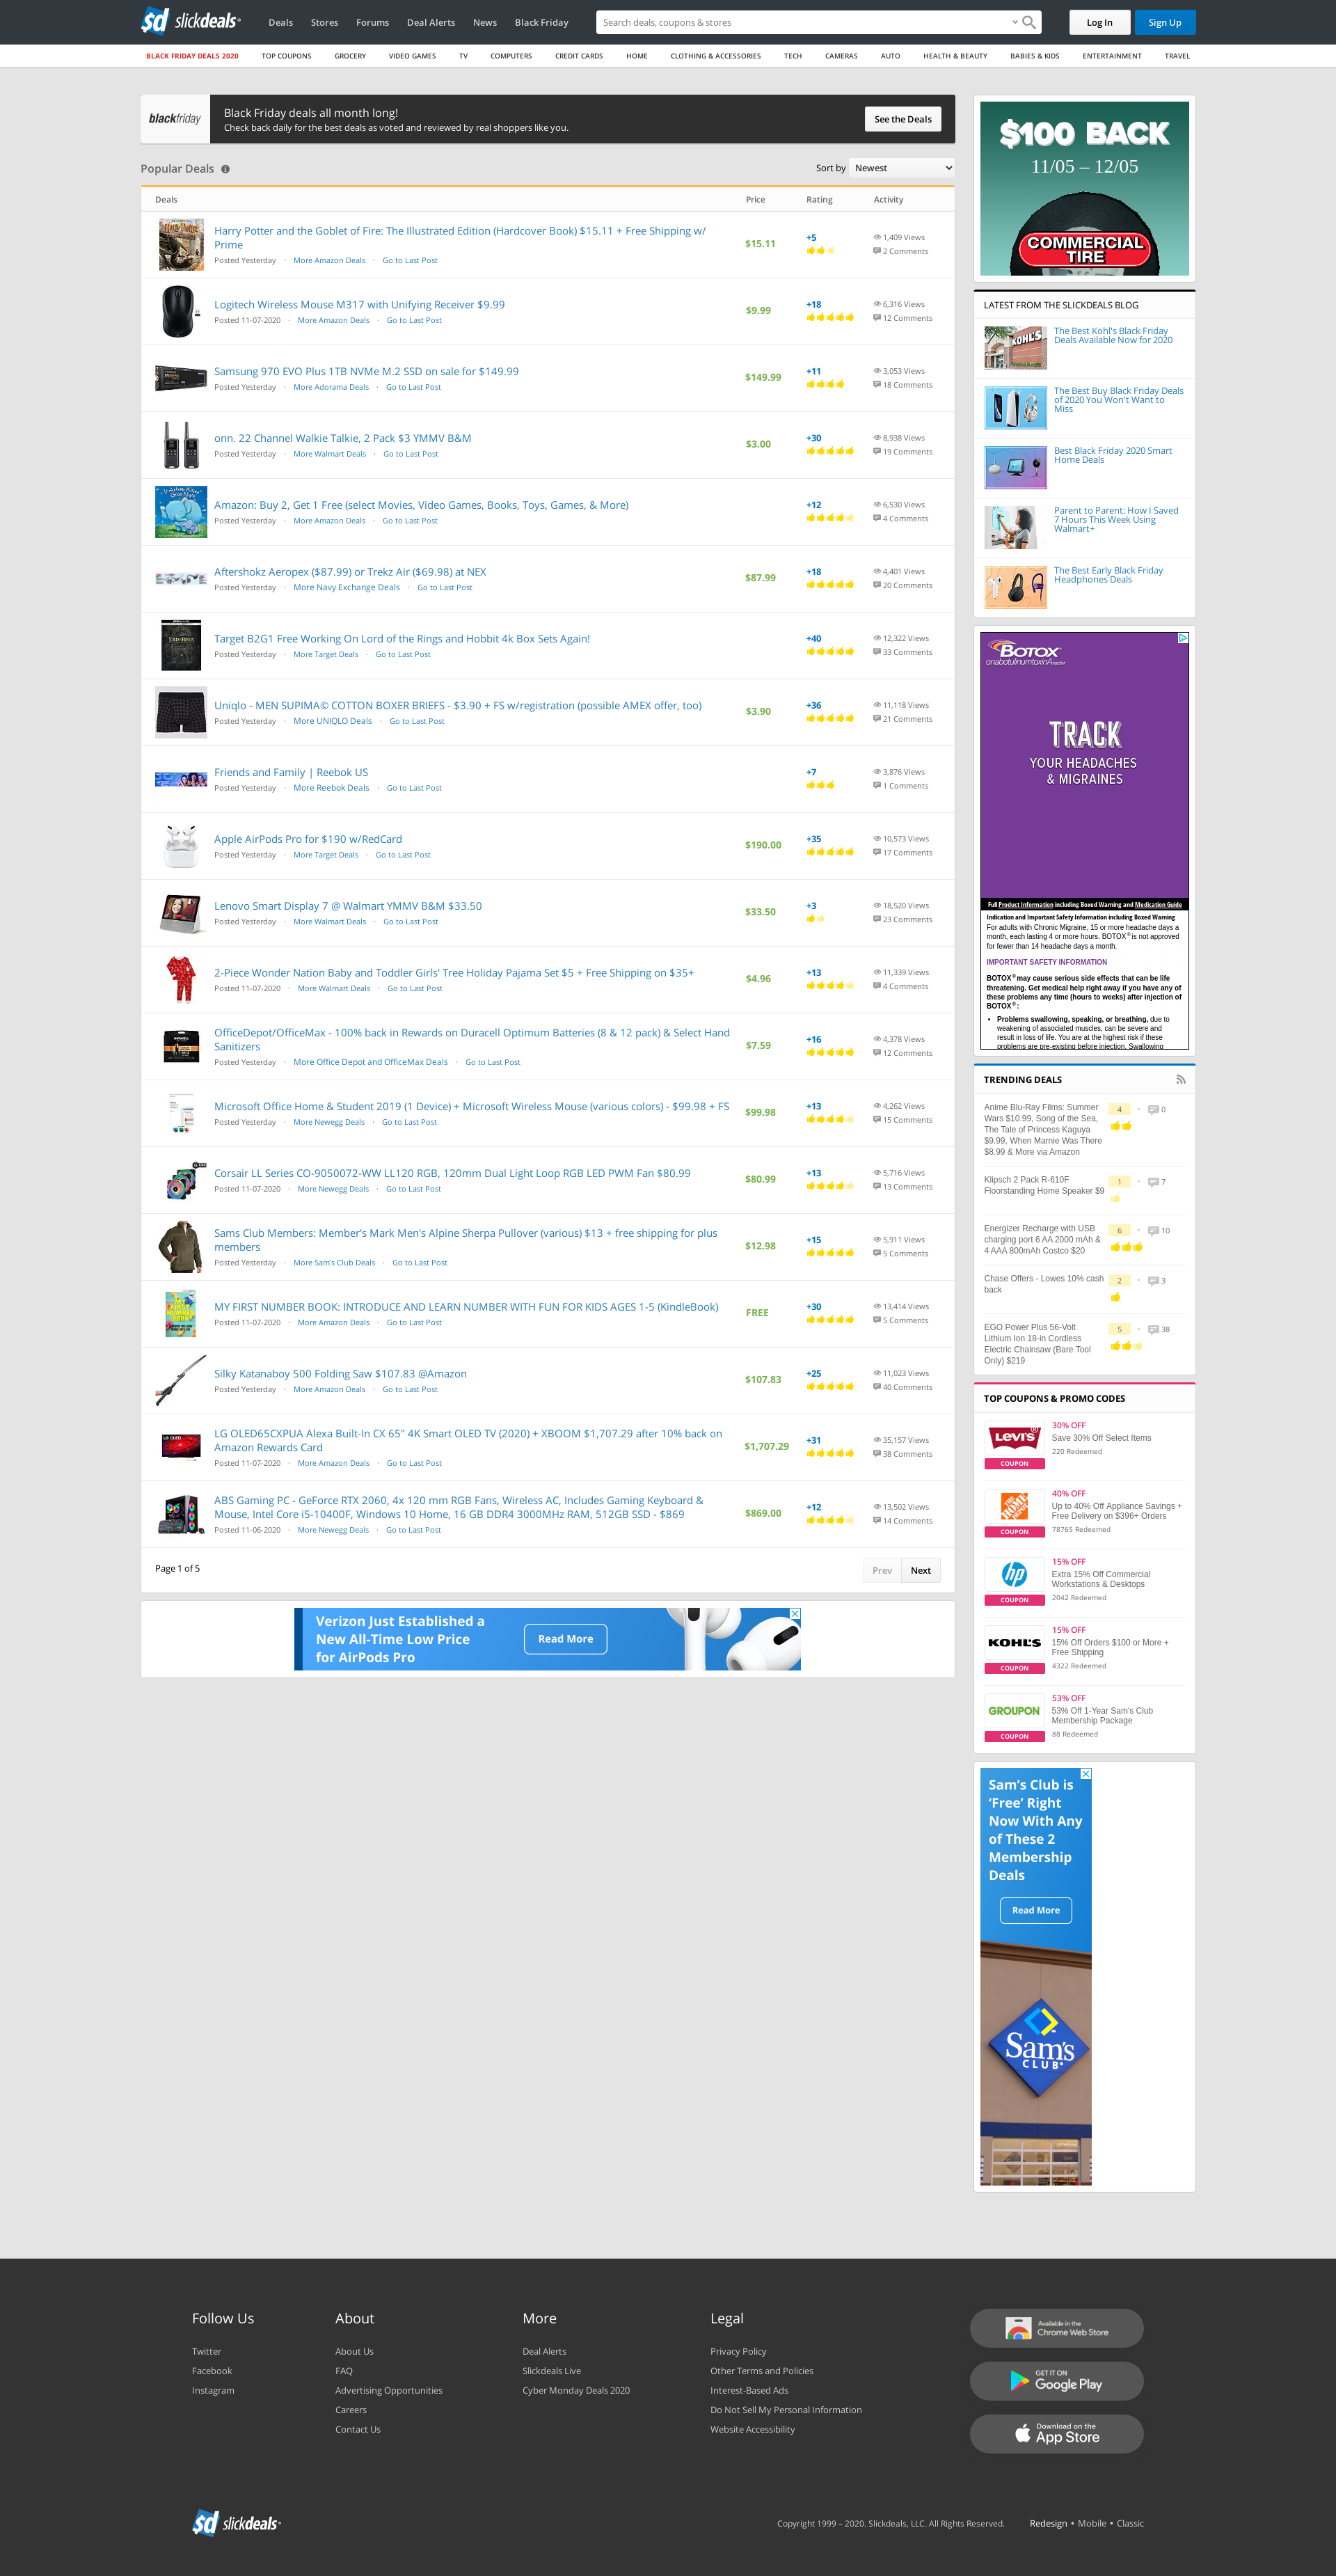 slickdeals
Deals
Stores
Forums
Deal Alerts
News
Black Friday
Search deals, coupons & stores
Log In
Sign Up
BLACK FRIDAY DEALS 2020
TOP COUPONS
GROCERY
VIDEO GAMES
TV
COMPUTERS
CREDIT CARDS
HOME
CLOTHING & ACCESSORIES
TECH
CAMERAS
AUTO
HEALTH & BEAUTY
BABIES & KIDS
ENTERTAINMENT
TRAVEL
blackfriday
Black Friday deals all month long!
Check back daily for the best deals as voted and reviewed by real shoppers like you.
See the Deals
Popular Deals
Sort by Newest
Deals Price Rating Activity
Harry Potter and the Goblet of Fire: The Illustrated Edition (Hardcover Book) $15.11 + Free Shipping w/
Prime
Posted Yesterday · More Amazon Deals · Go to Last Post
$15.11
+5
1,409 Views
2 Comments
Logitech Wireless Mouse M317 with Unifying Receiver $9.99
Posted 11-07-2020 · More Amazon Deals · Go to Last Post
$9.99
+18
6,316 Views
12 Comments
Samsung 970 EVO Plus 1TB NVMe M.2 SSD on sale for $149.99
Posted Yesterday · More Adorama Deals · Go to Last Post
$149.99
+11
3,053 Views
18 Comments
onn. 22 Channel Walkie Talkie, 2 Pack $3 YMMV B&M
Posted Yesterday · More Walmart Deals · Go to Last Post
$3.00
+30
8,938 Views
19 Comments
Amazon: Buy 2, Get 1 Free (select Movies, Video Games, Books, Toys, Games, & More)
Posted Yesterday · More Amazon Deals · Go to Last Post
+12
6,530 Views
4 Comments
Aftershokz Aeropex ($87.99) or Trekz Air ($69.98) at NEX
Posted Yesterday · More Navy Exchange Deals · Go to Last Post
$87.99
+18
4,401 Views
20 Comments
Target B2G1 Free Working On Lord of the Rings and Hobbit 4k Box Sets Again!
Posted Yesterday · More Target Deals · Go to Last Post
+40
12,322 Views
33 Comments
Uniqlo - MEN SUPIMA© COTTON BOXER BRIEFS - $3.90 + FS w/registration (possible AMEX offer, too)
Posted Yesterday · More UNIQLO Deals · Go to Last Post
$3.90
+36
11,118 Views
21 Comments
Friends and Family | Reebok US
Posted Yesterday · More Reebok Deals · Go to Last Post
+7
3,876 Views
1 Comments
Apple AirPods Pro for $190 w/RedCard
Posted Yesterday · More Target Deals · Go to Last Post
$190.00
+35
10,573 Views
17 Comments
Lenovo Smart Display 7 @ Walmart YMMV B&M $33.50
Posted Yesterday · More Walmart Deals · Go to Last Post
$33.50
+3
18,520 Views
23 Comments
2-Piece Wonder Nation Baby and Toddler Girls' Tree Holiday Pajama Set $5 + Free Shipping on $35+
Posted 11-07-2020 · More Walmart Deals · Go to Last Post
$4.96
+13
11,339 Views
4 Comments
OfficeDepot/OfficeMax - 100% back in Rewards on Duracell Optimum Batteries (8 & 12 pack) & Select Hand
Sanitizers
Posted Yesterday · More Office Depot and OfficeMax Deals · Go to Last Post
$7.59
+16
4,378 Views
12 Comments
Microsoft Office Home & Student 2019 (1 Device) + Microsoft Wireless Mouse (various colors) - $99.98 + FS
Posted Yesterday · More Newegg Deals · Go to Last Post
$99.98
+13
4,262 Views
15 Comments
Corsair LL Series CO-9050072-WW LL120 RGB, 120mm Dual Light Loop RGB LED PWM Fan $80.99
Posted 11-07-2020 · More Newegg Deals · Go to Last Post
$80.99
+13
5,716 Views
13 Comments
Sams Club Members: Member's Mark Men's Alpine Sherpa Pullover (various) $13 + free shipping for plus
members
Posted Yesterday · More Sam's Club Deals · Go to Last Post
$12.98
+15
5,911 Views
5 Comments
MY FIRST NUMBER BOOK: INTRODUCE AND LEARN NUMBER WITH FUN FOR KIDS AGES 1-5 (KindleBook)
Posted 11-07-2020 · More Amazon Deals · Go to Last Post
FREE
+30
13,414 Views
5 Comments
Silky Katanaboy 500 Folding Saw $107.83 @Amazon
Posted Yesterday · More Amazon Deals · Go to Last Post
$107.83
+25
11,023 Views
40 Comments
LG OLED65CXPUA Alexa Built-In CX 65" 4K Smart OLED TV (2020) + XBOOM $1,707.29 after 10% back on
Amazon Rewards Card
Posted 11-07-2020 · More Amazon Deals · Go to Last Post
$1,707.29
+31
35,157 Views
38 Comments
ABS Gaming PC - GeForce RTX 2060, 4x 120 mm RGB Fans, Wireless AC, Includes Gaming Keyboard &
Mouse, Intel Core i5-10400F, Windows 10 Home, 16 GB DDR4 3000MHz RAM, 512GB SSD - $869
Posted 11-06-2020 · More Newegg Deals · Go to Last Post
$869.00
+12
13,502 Views
14 Comments
Page 1 of 5
Prev
Next
Verizon Just Established a
New All-Time Low Price
for AirPods Pro
Read More
$100 BACK
11/05 – 12/05
COMMERCIAL
TIRE
LATEST FROM THE SLICKDEALS BLOG
KOHL'S
The Best Kohl's Black Friday
Deals Available Now for 2020
The Best Buy Black Friday Deals
of 2020 You Won't Want to
Miss
Best Black Friday 2020 Smart
Home Deals
Parent to Parent: How I Saved
7 Hours This Week Using
Walmart+
The Best Early Black Friday
Headphones Deals
BOTOX
onabotulinumtoxinA injection
TRACK
YOUR HEADACHES
& MIGRAINES
Full Product Information including Boxed Warning and Medication Guide
Indication and Important Safety Information including Boxed Warning
For adults with Chronic Migraine, 15 or more headache days a
month, each lasting 4 or more hours. BOTOX® is not approved
for fewer than 14 headache days a month.
IMPORTANT SAFETY INFORMATION
BOTOX® may cause serious side effects that can be life
threatening. Get medical help right away if you have any of
these problems any time (hours to weeks) after injection of
BOTOX®:
• Problems swallowing, speaking, or breathing, due to
weakening of associated muscles, can be severe and
result in loss of life. You are at the highest risk if these
problems are pre-existing before injection. Swallowing
TRENDING DEALS
Anime Blu-Ray Films: Summer
Wars $10.99, Song of the Sea,
The Tale of Princess Kaguya
$9.99, When Marnie Was There
$8.99 & More via Amazon
4 - 0
Klipsch 2 Pack R-610F
Floorstanding Home Speaker $9
1 - 7
Energizer Recharge with USB
charging port 6 AA 2000 mAh &
4 AAA 800mAh Costco $20
6 - 10
Chase Offers - Lowes 10% cash
back
2 - 3
EGO Power Plus 56-Volt
Lithium Ion 18-in Cordless
Electric Chainsaw (Bare Tool
Only) $219
5 - 38
TOP COUPONS & PROMO CODES
LEVI'S
COUPON
30% OFF
Save 30% Off Select Items
220 Redeemed
COUPON
40% OFF
Up to 40% Off Appliance Savings +
Free Delivery on $396+ Orders
78765 Redeemed
hp
COUPON
15% OFF
Extra 15% Off Commercial
Workstations & Desktops
2042 Redeemed
KOHL'S
COUPON
15% OFF
15% Off Orders $100 or More +
Free Shipping
4322 Redeemed
GROUPON
COUPON
53% OFF
53% Off 1-Year Sam's Club
Membership Package
88 Redeemed
Sam's Club is
‘Free’ Right
Now With Any
of These 2
Membership
Deals
Read More
Sam's
CLUB
Follow Us
Twitter
Facebook
Instagram
About
About Us
FAQ
Advertising Opportunities
Careers
Contact Us
More
Deal Alerts
Slickdeals Live
Cyber Monday Deals 2020
Legal
Privacy Policy
Other Terms and Policies
Interest-Based Ads
Do Not Sell My Personal Information
Website Accessibility
Available in the
Chrome Web Store
GET IT ON
Google Play
Download on the
App Store
slickdeals
Copyright 1999 – 2020. Slickdeals, LLC. All Rights Reserved.
Redesign • Mobile • Classic